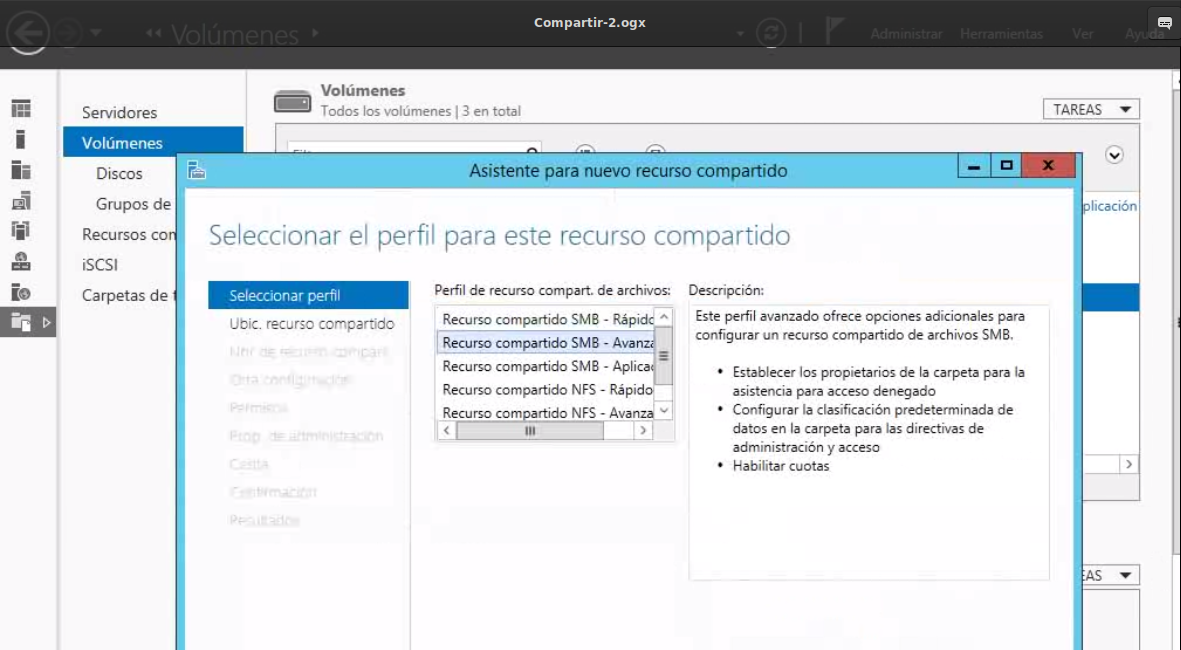 Compartir-2.ogx
Volúmenes
Administrar Herramientas Ver Ayuda
Servidores
Volúmenes
Discos
Grupos de
Recursos com
iSCSI
Carpetas de t
Volúmenes
Todos los volúmenes | 3 en total
TAREAS
plicación
EAS
Asistente para nuevo recurso compartido
Seleccionar el perfil para este recurso compartido
Seleccionar perfil
Ubic. recurso compartido
Otra configuración
Permisos
Prop. de administración
Cuota
Confirmación
Resultados
Perfil de recurso compart. de archivos:
Recurso compartido SMB - Rápido
Recurso compartido SMB - Avanza
Recurso compartido SMB - Aplicac
Recurso compartido NFS - Rápido
Recurso compartido NFS - Avanza
Descripción:
Este perfil avanzado ofrece opciones adicionales para
configurar un recurso compartido de archivos SMB.
• Establecer los propietarios de la carpeta para la
asistencia para acceso denegado
• Configurar la clasificación predeterminada de
datos en la carpeta para las directivas de
administración y acceso
• Habilitar cuotas